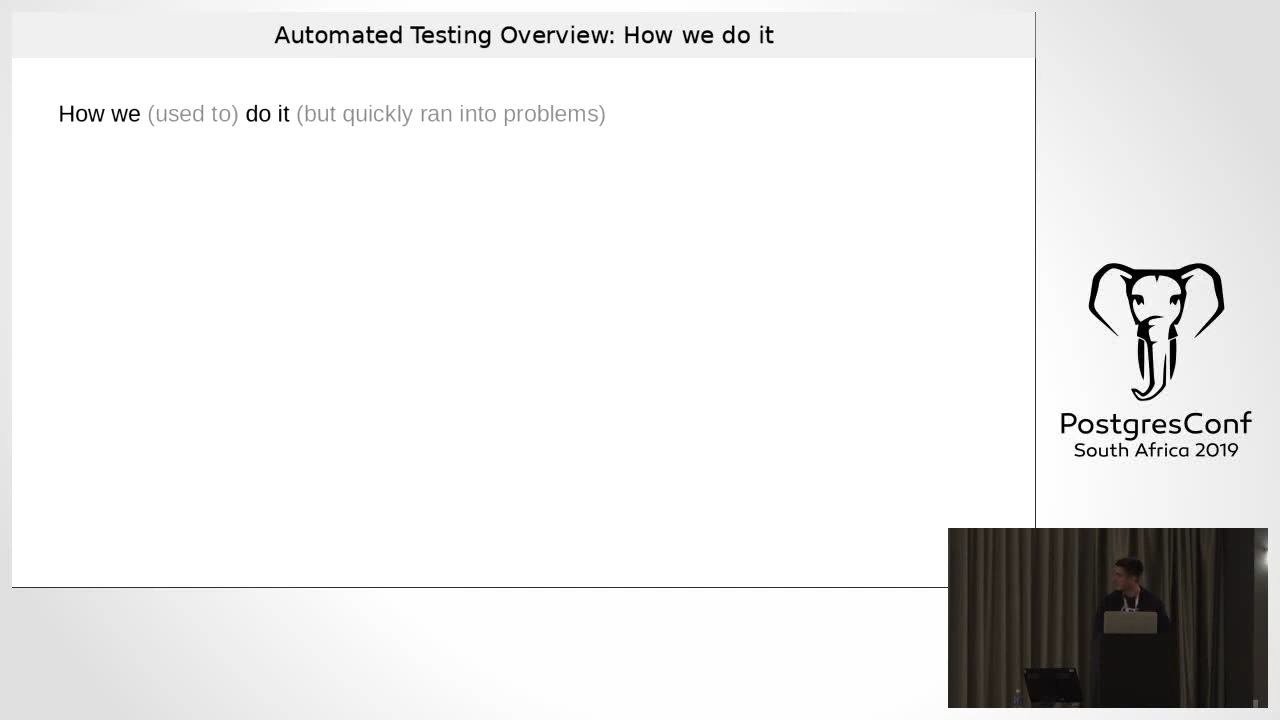 Automated Testing Overview: How we do it
How we (used to) do it (but quickly ran into problems)
PostgresConf
South Africa 2019